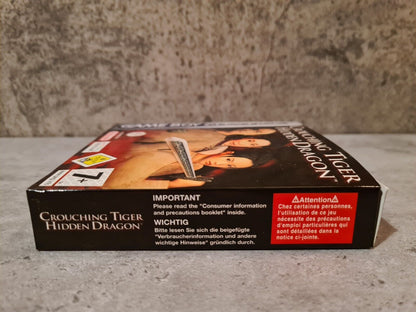 GAME BOY
CROUCHING TIGER
HIDDEN DRAGON
7+
CROUCHING TIGER
HIDDEN DRAGON
IMPORTANT
Please read the "Consumer information
and precautions booklet" inside.
WICHTIG
Bitte lesen Sie sich die beigefügte
"Verbraucherinformation und andere
wichtige Hinweise" gründlich durch.
⚠Attention⚠
Chez certaines personnes,
l'utilisation de ce jeu
nécessite des précautions
d'emploi particulières qui
sont détaillées dans la
notice ci-jointe.